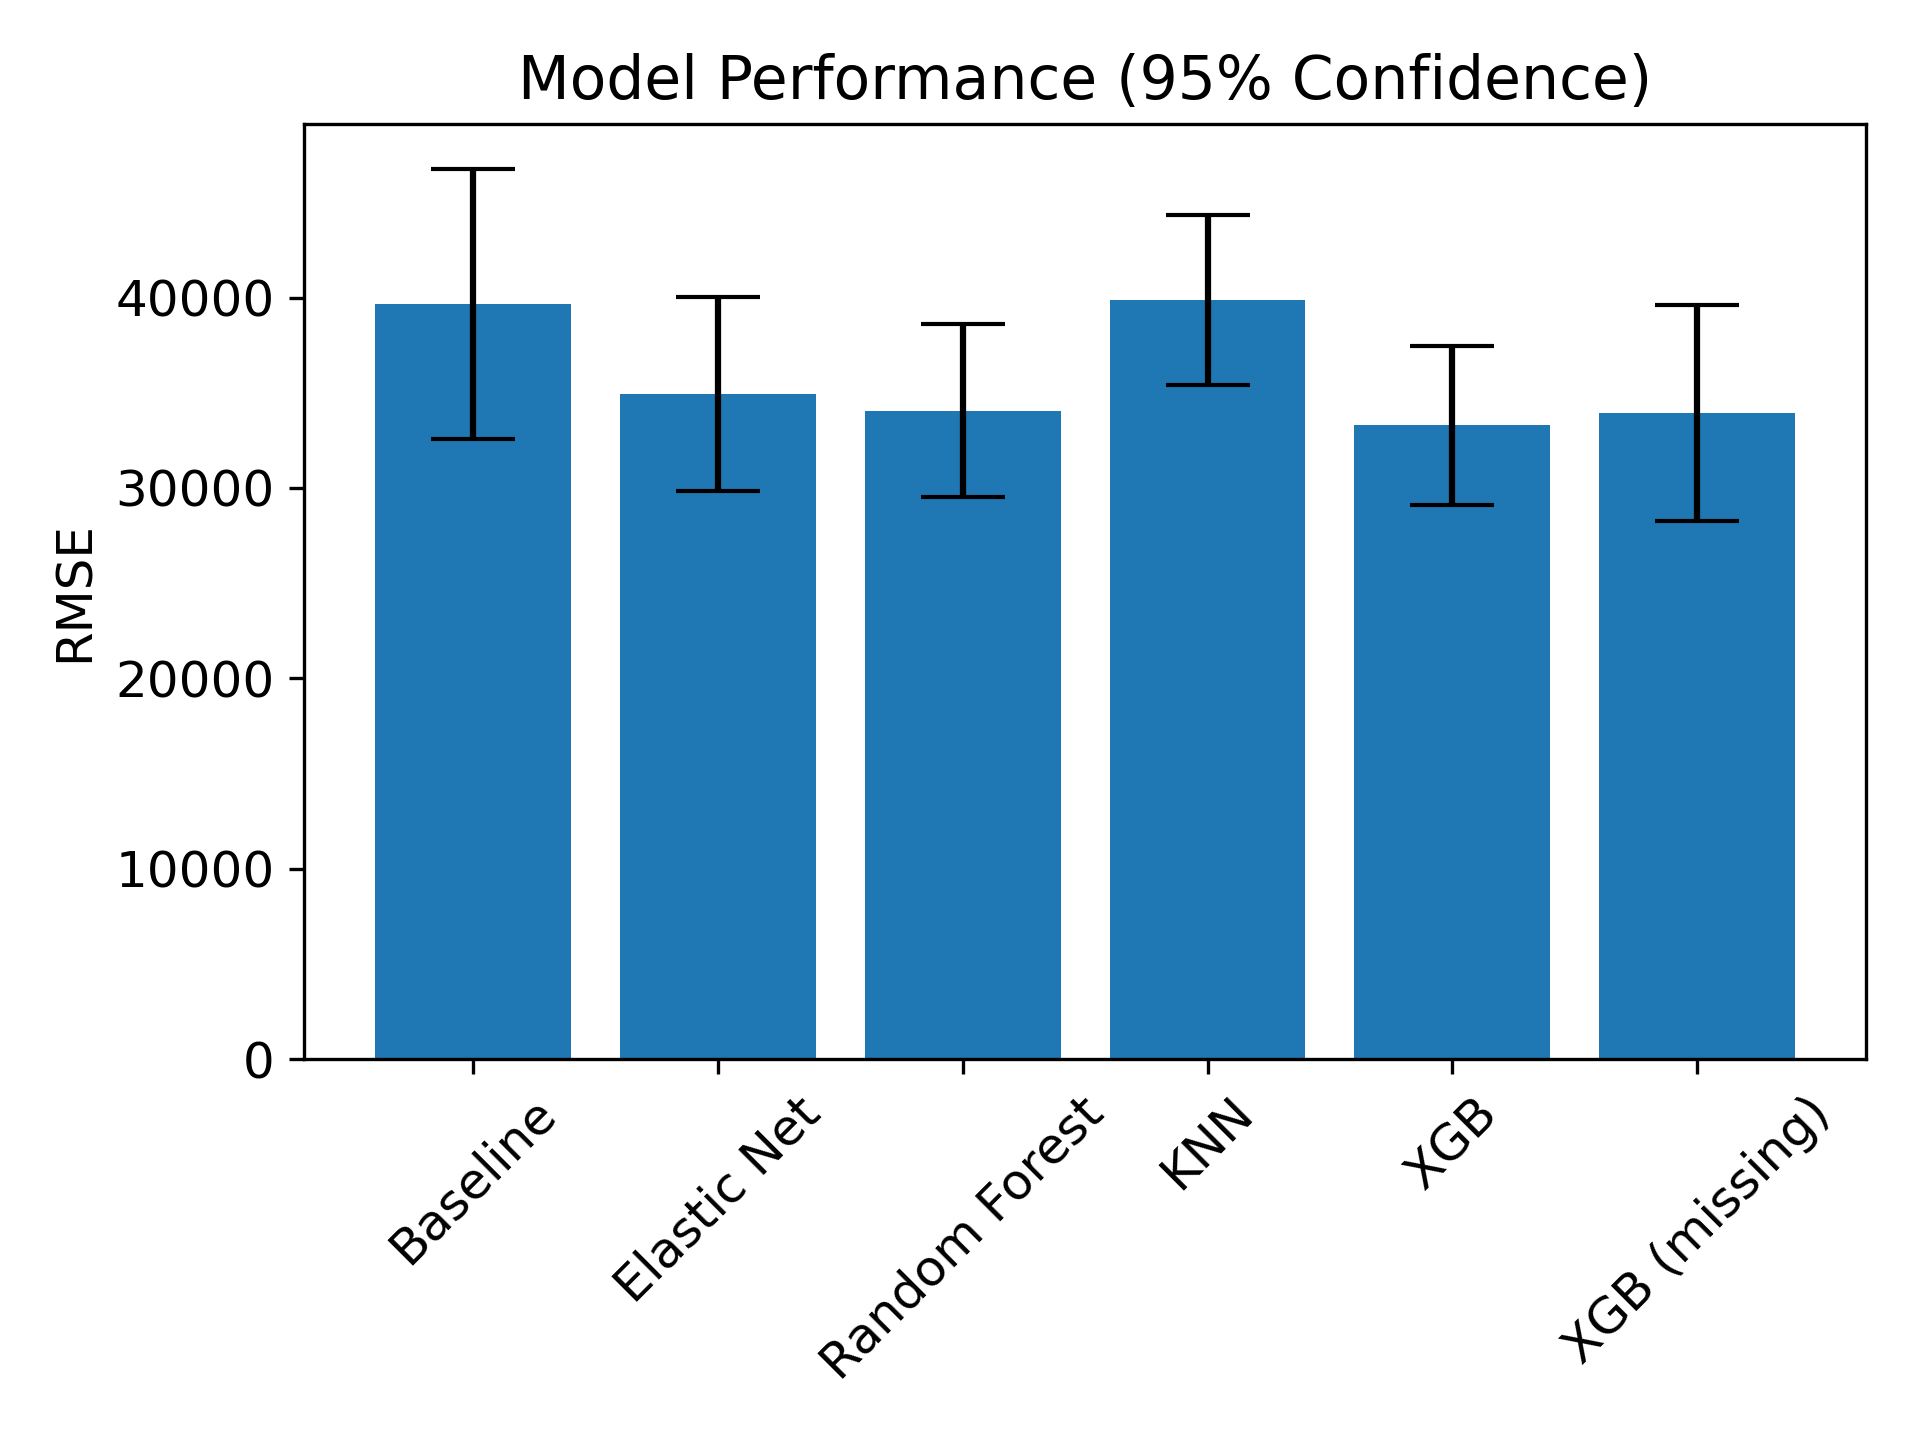 Model Performance (95% Confidence)
RMSE
40000
30000
20000
10000
0
Baseline
Elastic Net
Random Forest
KNN
XGB
XGB (missing)